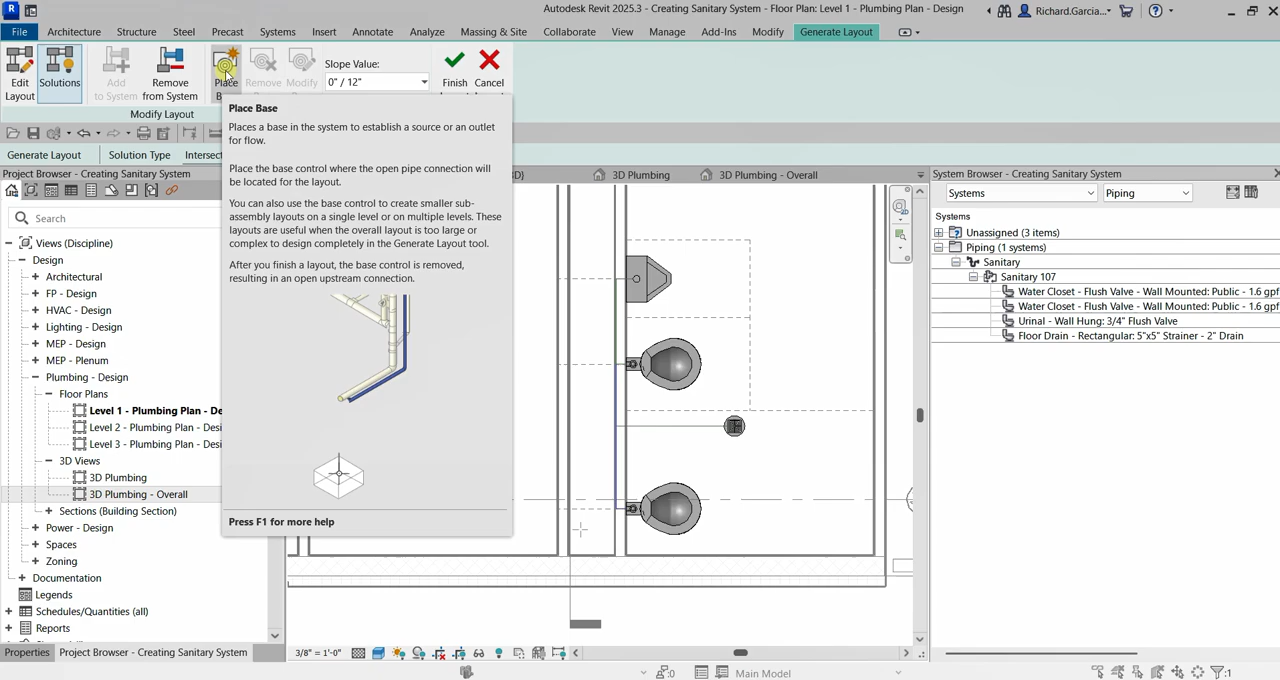 Autodesk Revit 2025.3 - Creating Sanitary System - Floor Plan: Level 1 - Plumbing Plan - Design
Richard.Garcia...
File Architecture Structure Steel Precast Systems Insert Annotate Analyze Massing & Site Collaborate View Manage Add-Ins Modify Generate Layout
Edit Layout
Solutions
Add to System
Remove from System
Place
Remove
Modify
Slope Value:
0" / 12"
Finish
Cancel
Modify Layout
Generate Layout Solution Type Intersect
Place Base
Places a base in the system to establish a source or an outlet
for flow.
Place the base control where the open pipe connection will
be located for the layout.
You can also use the base control to create smaller sub-
assembly layouts on a single level or on multiple levels. These
layouts are useful when the overall layout is too large or
complex to design completely in the Generate Layout tool.
After you finish a layout, the base control is removed,
resulting in an open upstream connection.
Press F1 for more help
Project Browser - Creating Sanitary System
Search
Views (Discipline)
Design
Architectural
FP - Design
HVAC - Design
Lighting - Design
MEP - Design
MEP - Plenum
Plumbing - Design
Floor Plans
Level 1 - Plumbing Plan - De
Level 2 - Plumbing Plan - Desi
Level 3 - Plumbing Plan - Desi
3D Views
3D Plumbing
3D Plumbing - Overall
Sections (Building Section)
Power - Design
Spaces
Zoning
Documentation
Legends
Schedules/Quantities (all)
Reports
Properties Project Browser - Creating Sanitary System
3D Plumbing 3D Plumbing - Overall
System Browser - Creating Sanitary System
Systems Piping
Systems
Unassigned (3 items)
Piping (1 systems)
Sanitary
Sanitary 107
Water Closet - Flush Valve - Wall Mounted: Public - 1.6 gpf
Water Closet - Flush Valve - Wall Mounted: Public - 1.6 gpf
Urinal - Wall Hung: 3/4" Flush Valve
Floor Drain - Rectangular: 5"x5" Strainer - 2" Drain
3/8" = 1'-0"
:0 Main Model :1